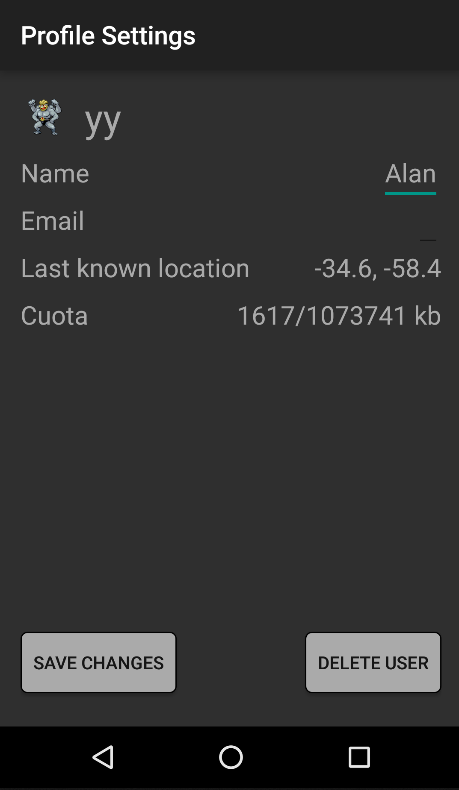 Profile Settings
yy
Name Alan
Email
Last known location -34.6, -58.4
Cuota 1617/1073741 kb
SAVE CHANGES DELETE USER